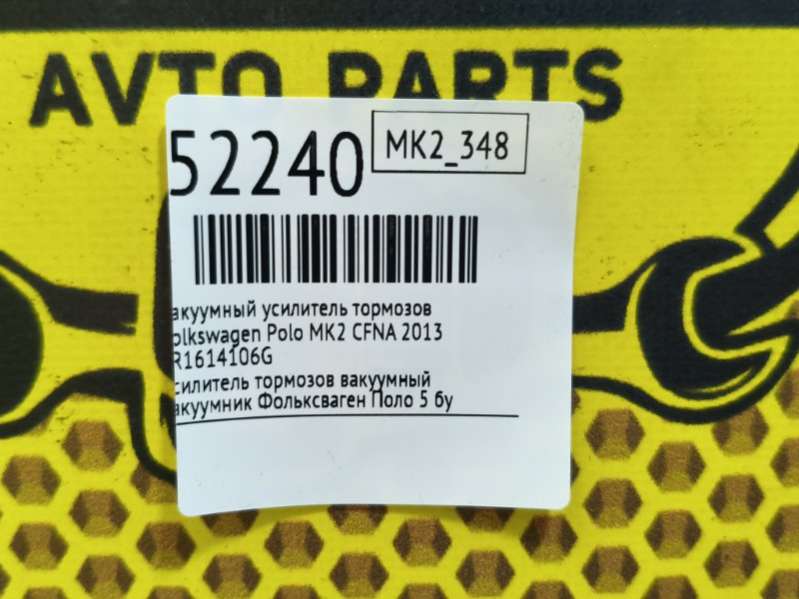 AVTO PARTS
52240
MK2_348
акуумный усилитель тормозов
olkswagen Polo MK2 CFNA 2013
R1614106G
силитель тормозов вакуумный
акуумник Фольксваген Поло 5 бу